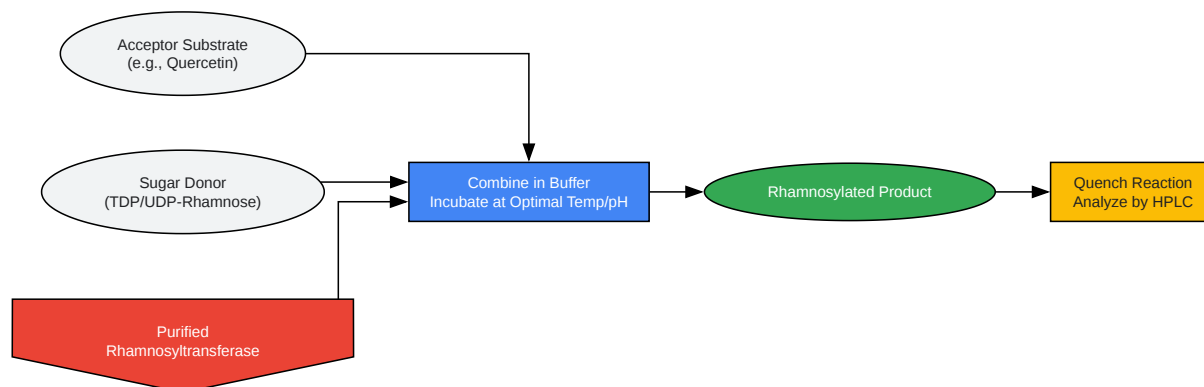 Acceptor Substrate
(e.g., Quercetin)
Sugar Donor
(TDP/UDP-Rhamnose)
Combine in Buffer
Incubate at Optimal Temp/pH
Rhamnosylated Product
Quench Reaction
Analyze by HPLC
Purified
Rhamnosyltransferase